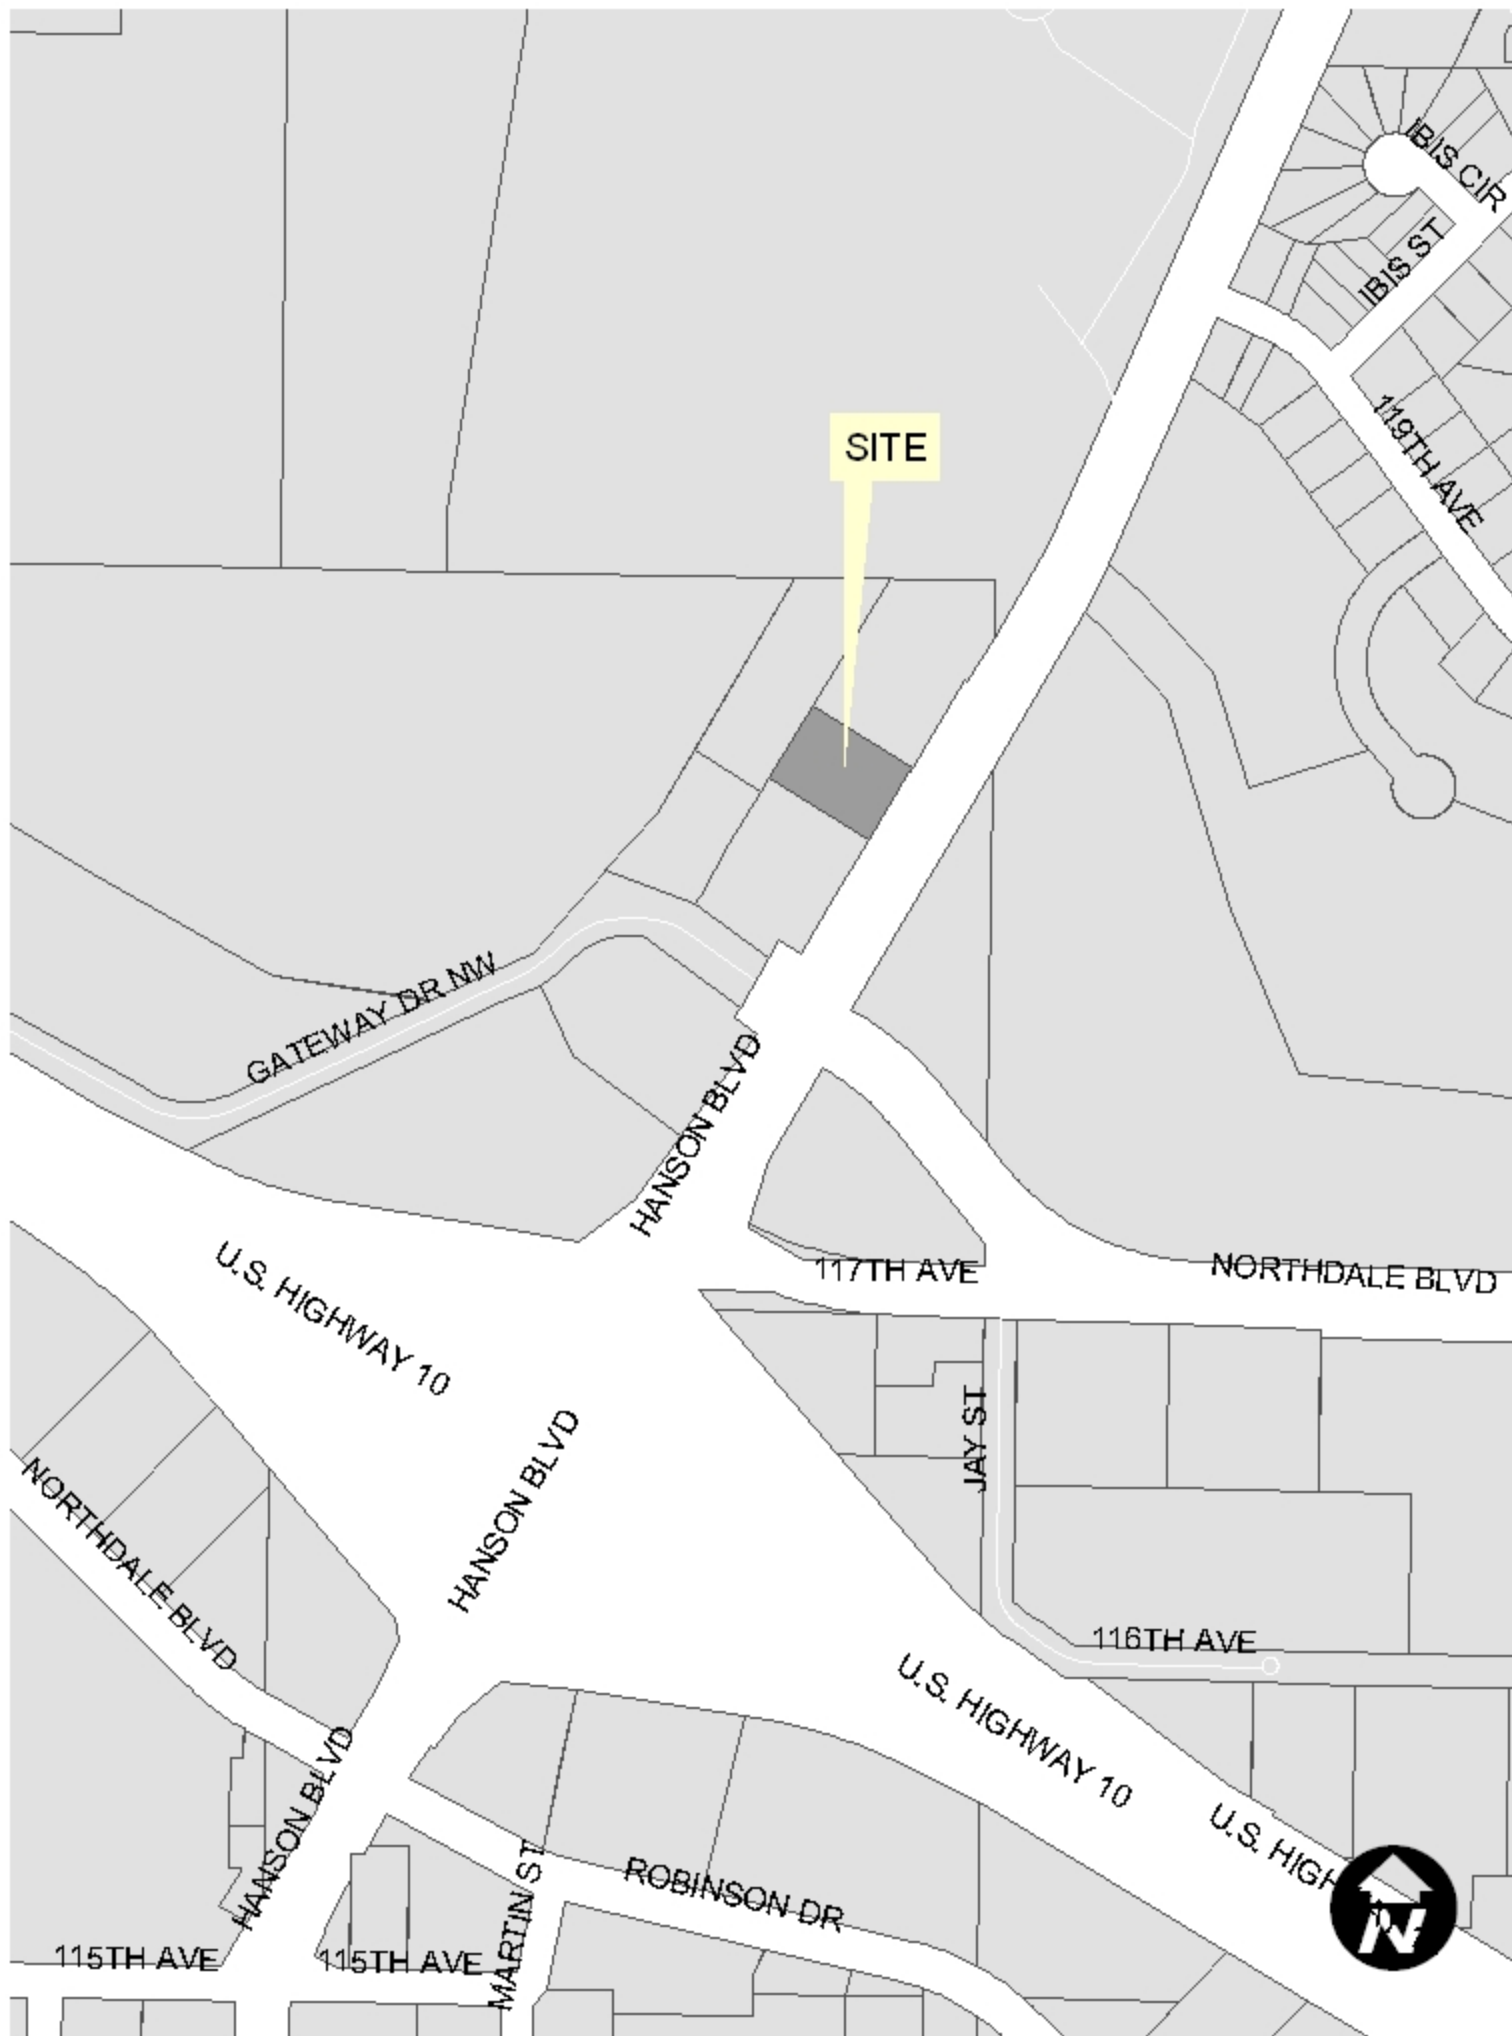 IBIS CIR
IBIS ST
119TH AVE
SITE
GATEWAY DR NW
HANSON BLVD
117TH AVE
NORTHDALE BLVD
U.S. HIGHWAY 10
HANSON BLVD
JAY ST
NORTHDALE BLVD
116TH AVE
U.S. HIGHWAY 10
HANSON BLVD
U.S. HIGH
MARTIN ST
ROBINSON DR
N
115TH AVE
115TH AVE